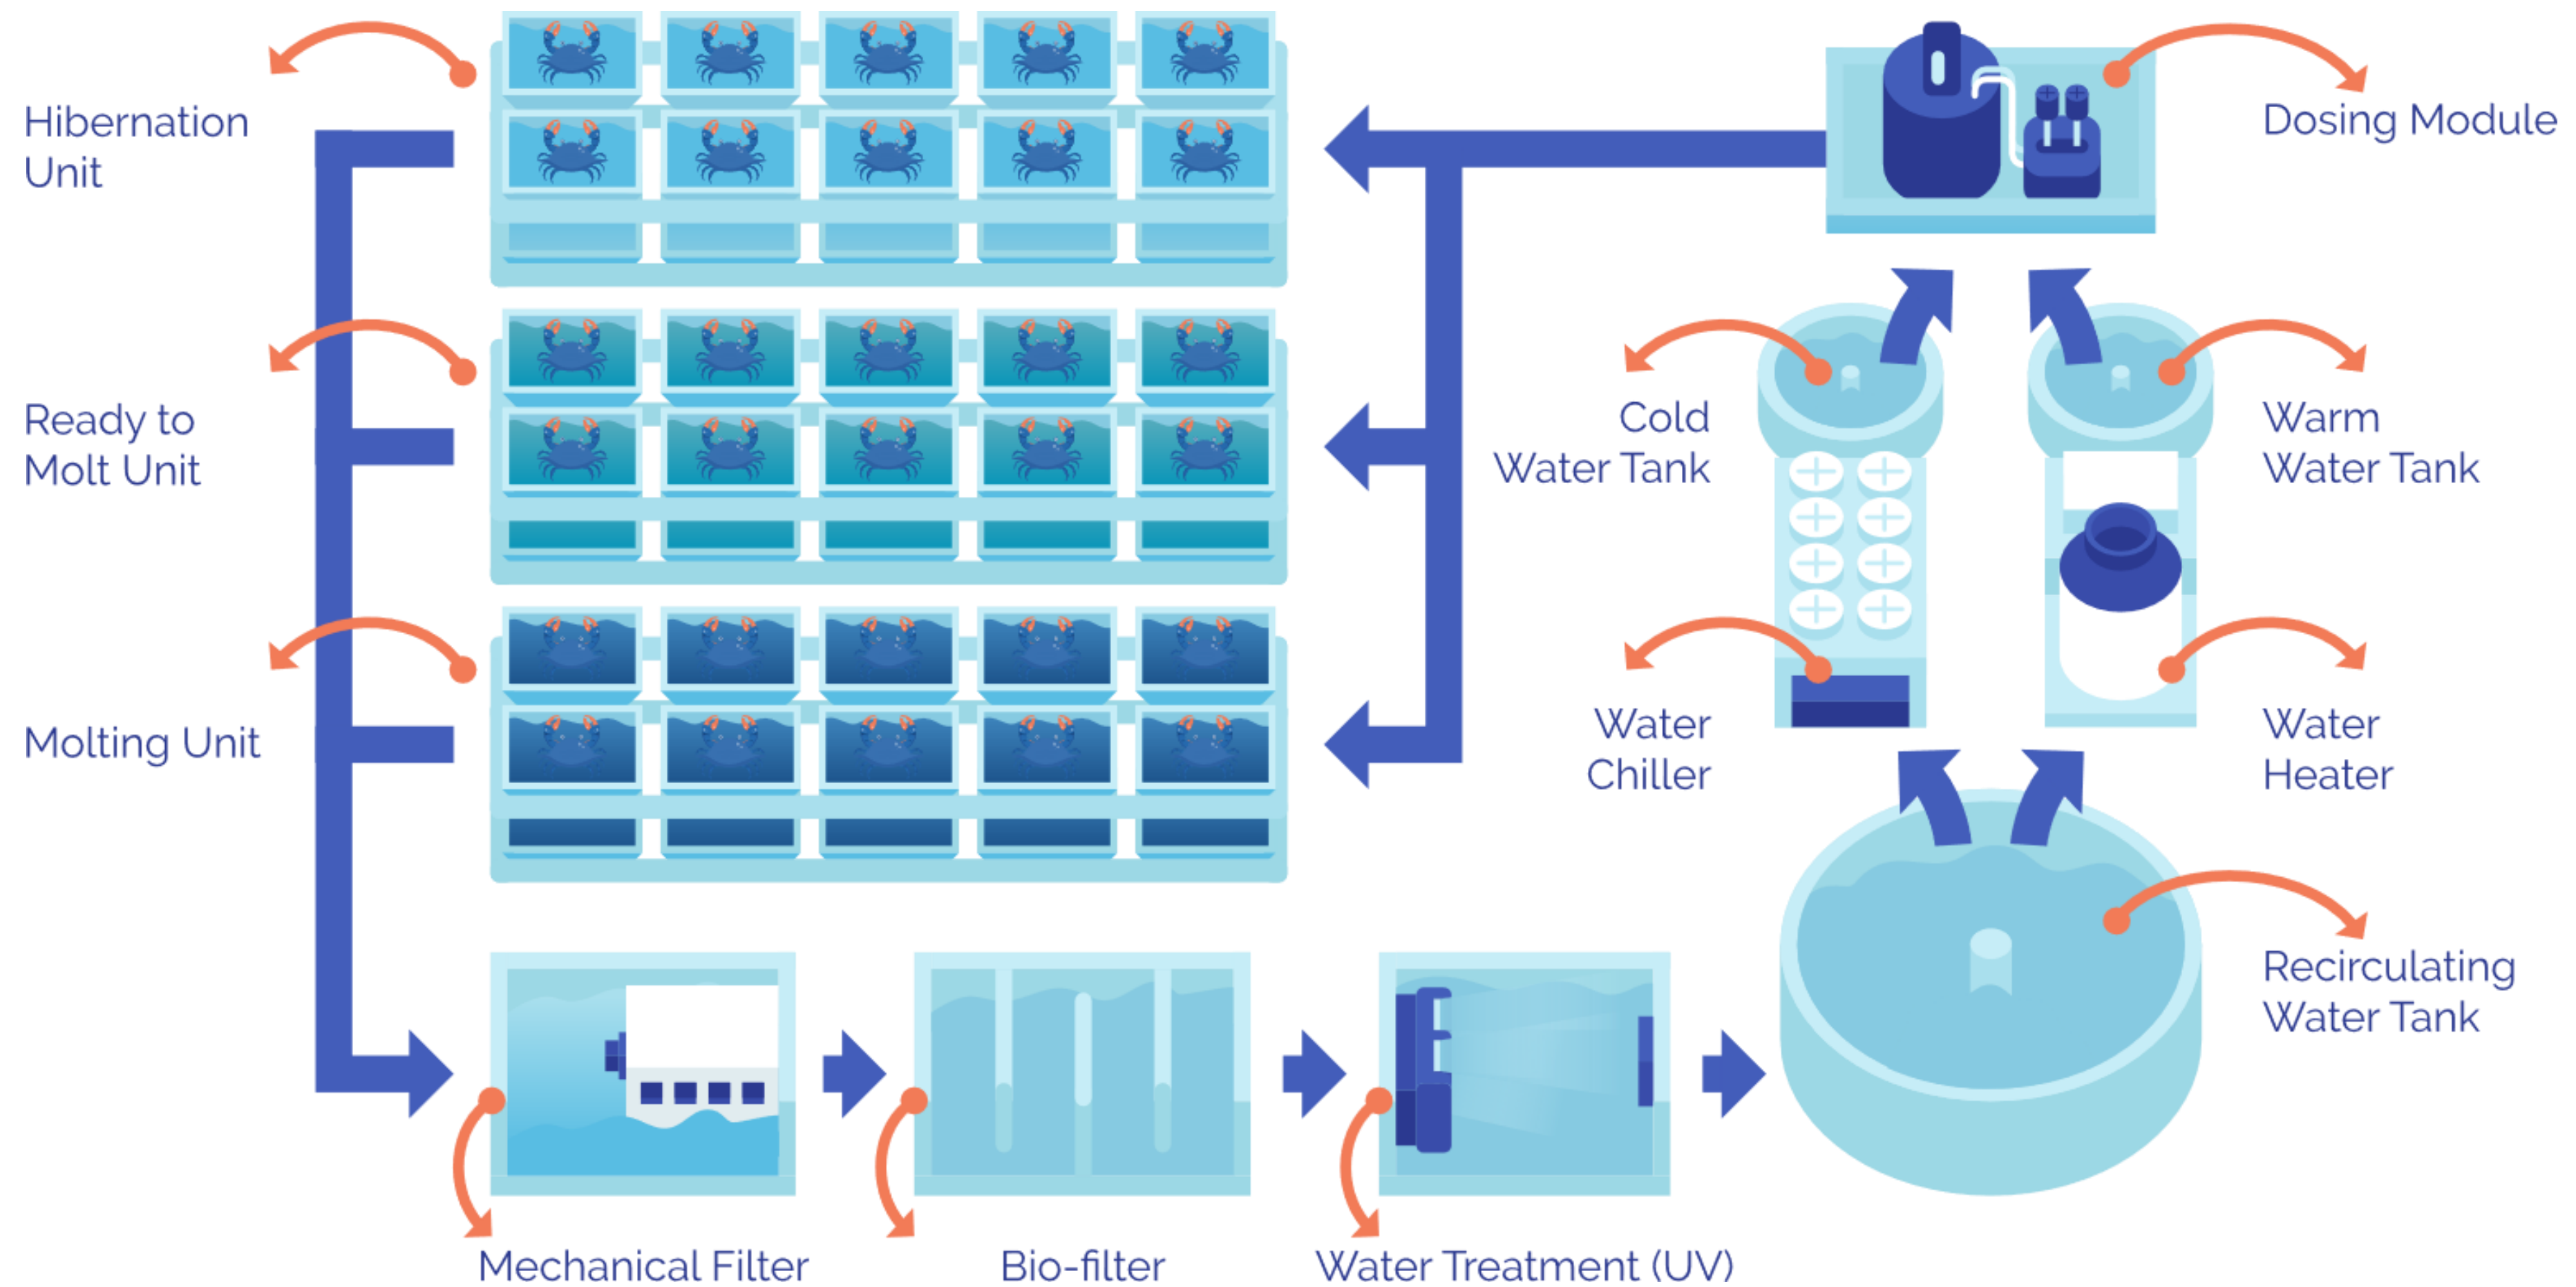 Hibernation
Unit
Dosing Module
Ready to
Molt Unit
Cold
Water Tank
Warm
Water Tank
Molting Unit
Water
Chiller
Water
Heater
Recirculating
Water Tank
Mechanical Filter
Bio-filter
Water Treatment (UV)